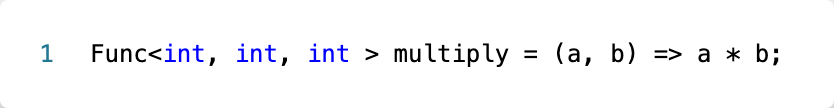 1 Func<int, int, int > multiply = (a, b) => a * b;